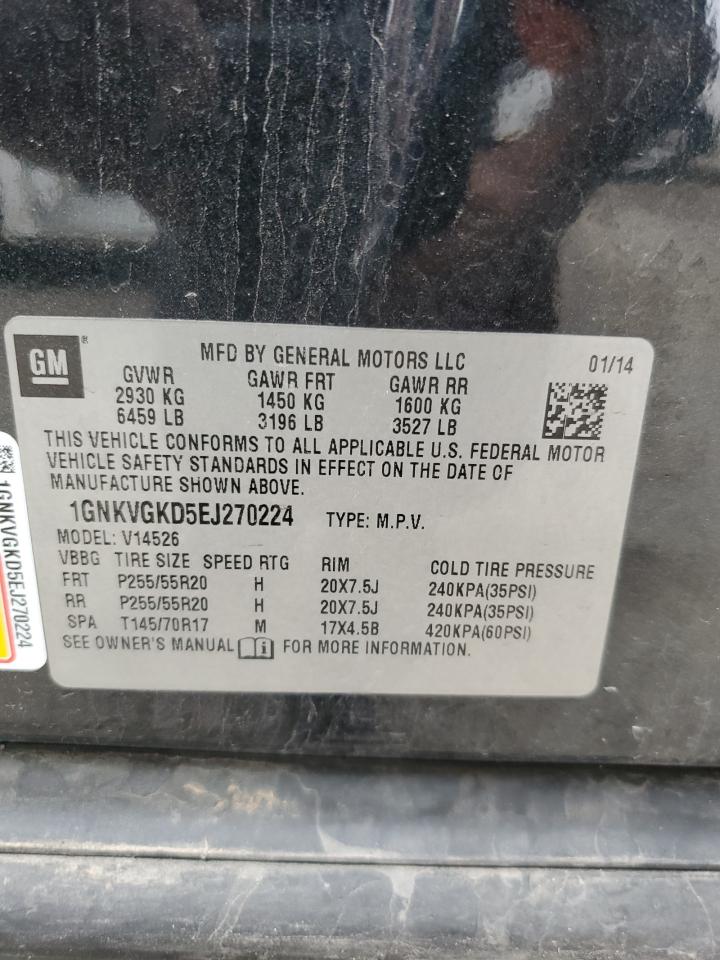 GM ®
MFD BY GENERAL MOTORS LLC
01/14
GVWR GAWR FRT GAWR RR
2930 KG 1450 KG 1600 KG
6459 LB 3196 LB 3527 LB
THIS VEHICLE CONFORMS TO ALL APPLICABLE U.S. FEDERAL MOTOR
VEHICLE SAFETY STANDARDS IN EFFECT ON THE DATE OF
MANUFACTURE SHOWN ABOVE.
1GNKVGKD5EJ270224 TYPE: M.P.V.
MODEL: V14526
VBBG TIRE SIZE SPEED RTG RIM COLD TIRE PRESSURE
FRT P255/55R20 H 20X7.5J 240KPA(35PSI)
RR P255/55R20 H 20X7.5J 240KPA(35PSI)
SPA T145/70R17 M 17X4.5B 420KPA(60PSI)
SEE OWNER'S MANUAL i FOR MORE INFORMATION.
1GNKVGKD5EJ270224